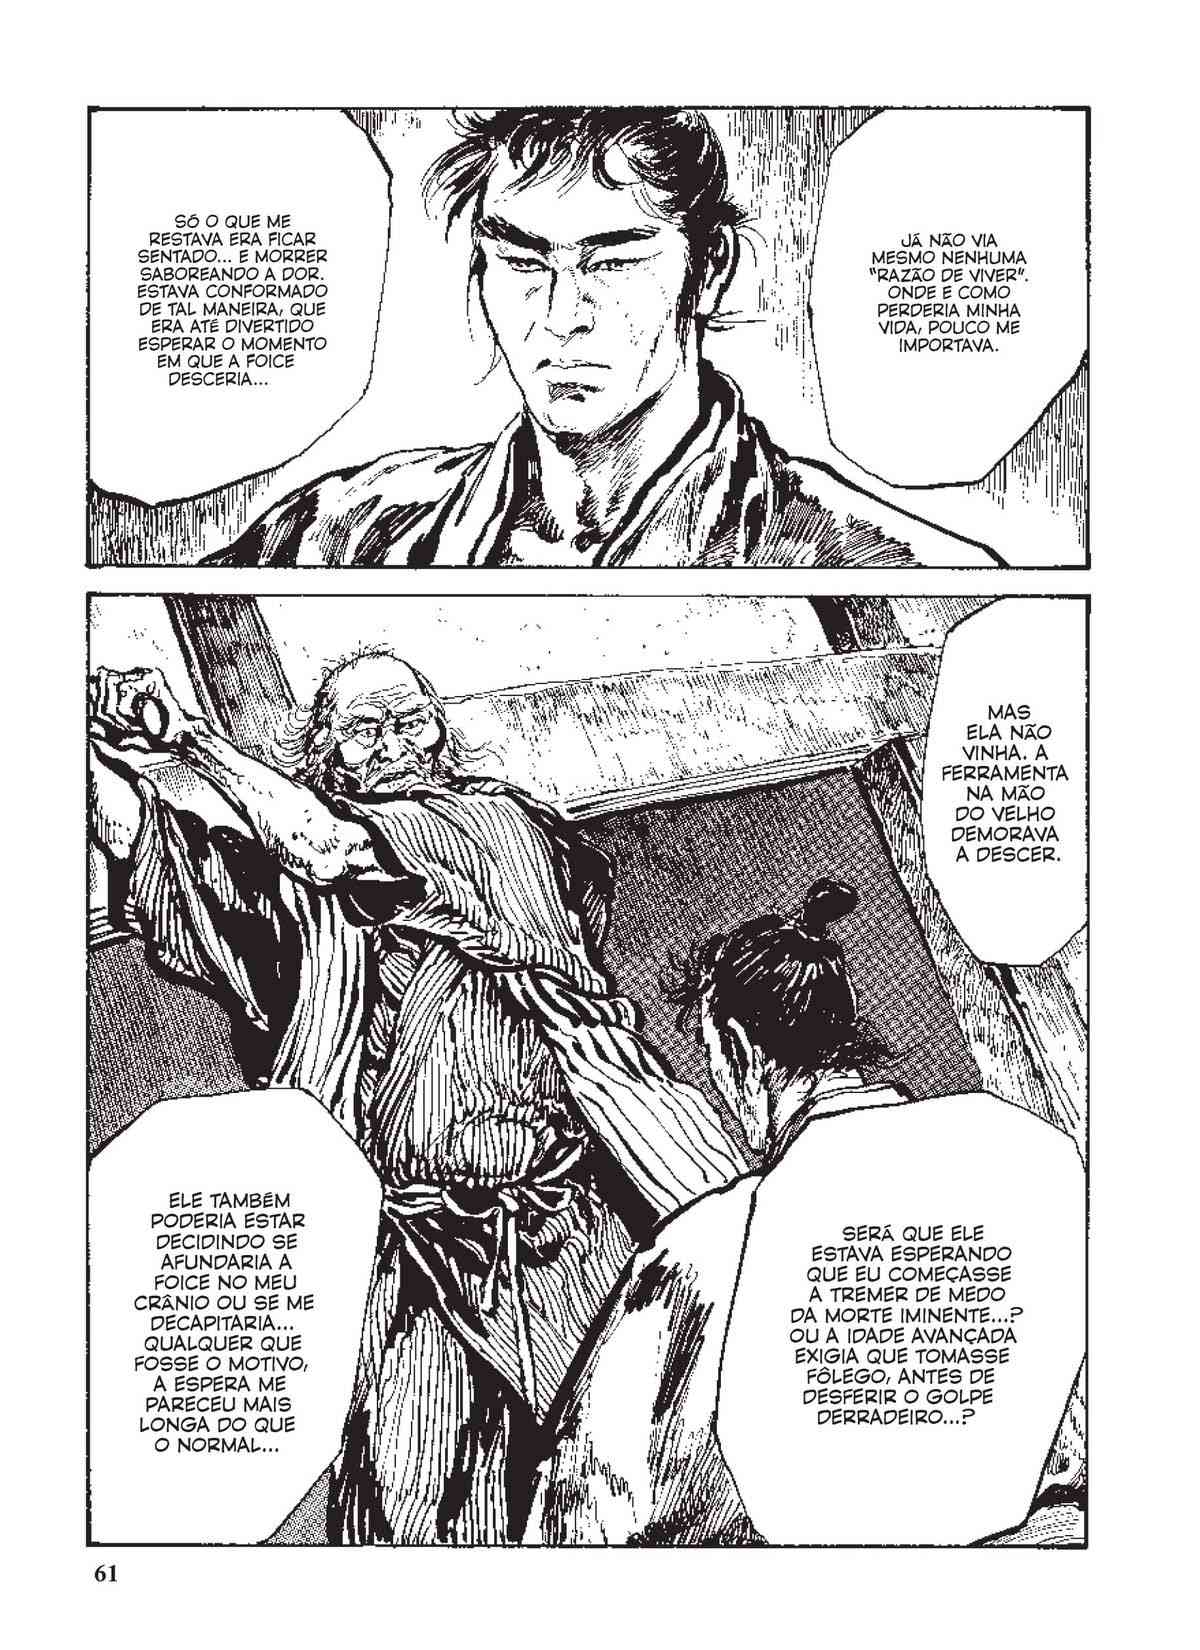 JÁ NÃO VIA
MESMO NENHUMA
"RAZÃO DE VIVER".
ONDE E COMO
PERDERIA MINHA
VIDA, POUCO ME
IMPORTAVA.
SÓ O QUE ME
RESTAVA ERA FICAR
SENTADO... E MORRER
SABOREANDO A DOR.
ESTAVA CONFORMADO
DE TAL MANEIRA, QUE
ERA ATÉ DIVERTIDO
ESPERAR O MOMENTO
EM QUE A FOICE
DESCERIA...
MAS
ELA NÃO
VINHA. A
FERRAMENTA
NA MÃO
DO VELHO
DEMORAVA
A DESCER.
SERÁ QUE ELE
ESTAVA ESPERANDO
QUE EU COMEÇASSE
A TREMER DE MEDO
DA MORTE IMINENTE...?
OU A IDADE AVANÇADA
EXIGIA QUE TOMASSE
FÔLEGO, ANTES DE
DESFERIR O GOLPE
DERRADEIRO...?
ELE TAMBÉM
PODERIA ESTAR
DECIDINDO SE
AFUNDARIA A
FOICE NO MEU
CRÂNIO OU SE ME
DECAPITARIA...
QUALQUER QUE
FOSSE O MOTIVO,
A ESPERA ME
PARECEU MAIS
LONGA DO QUE
O NORMAL...
61